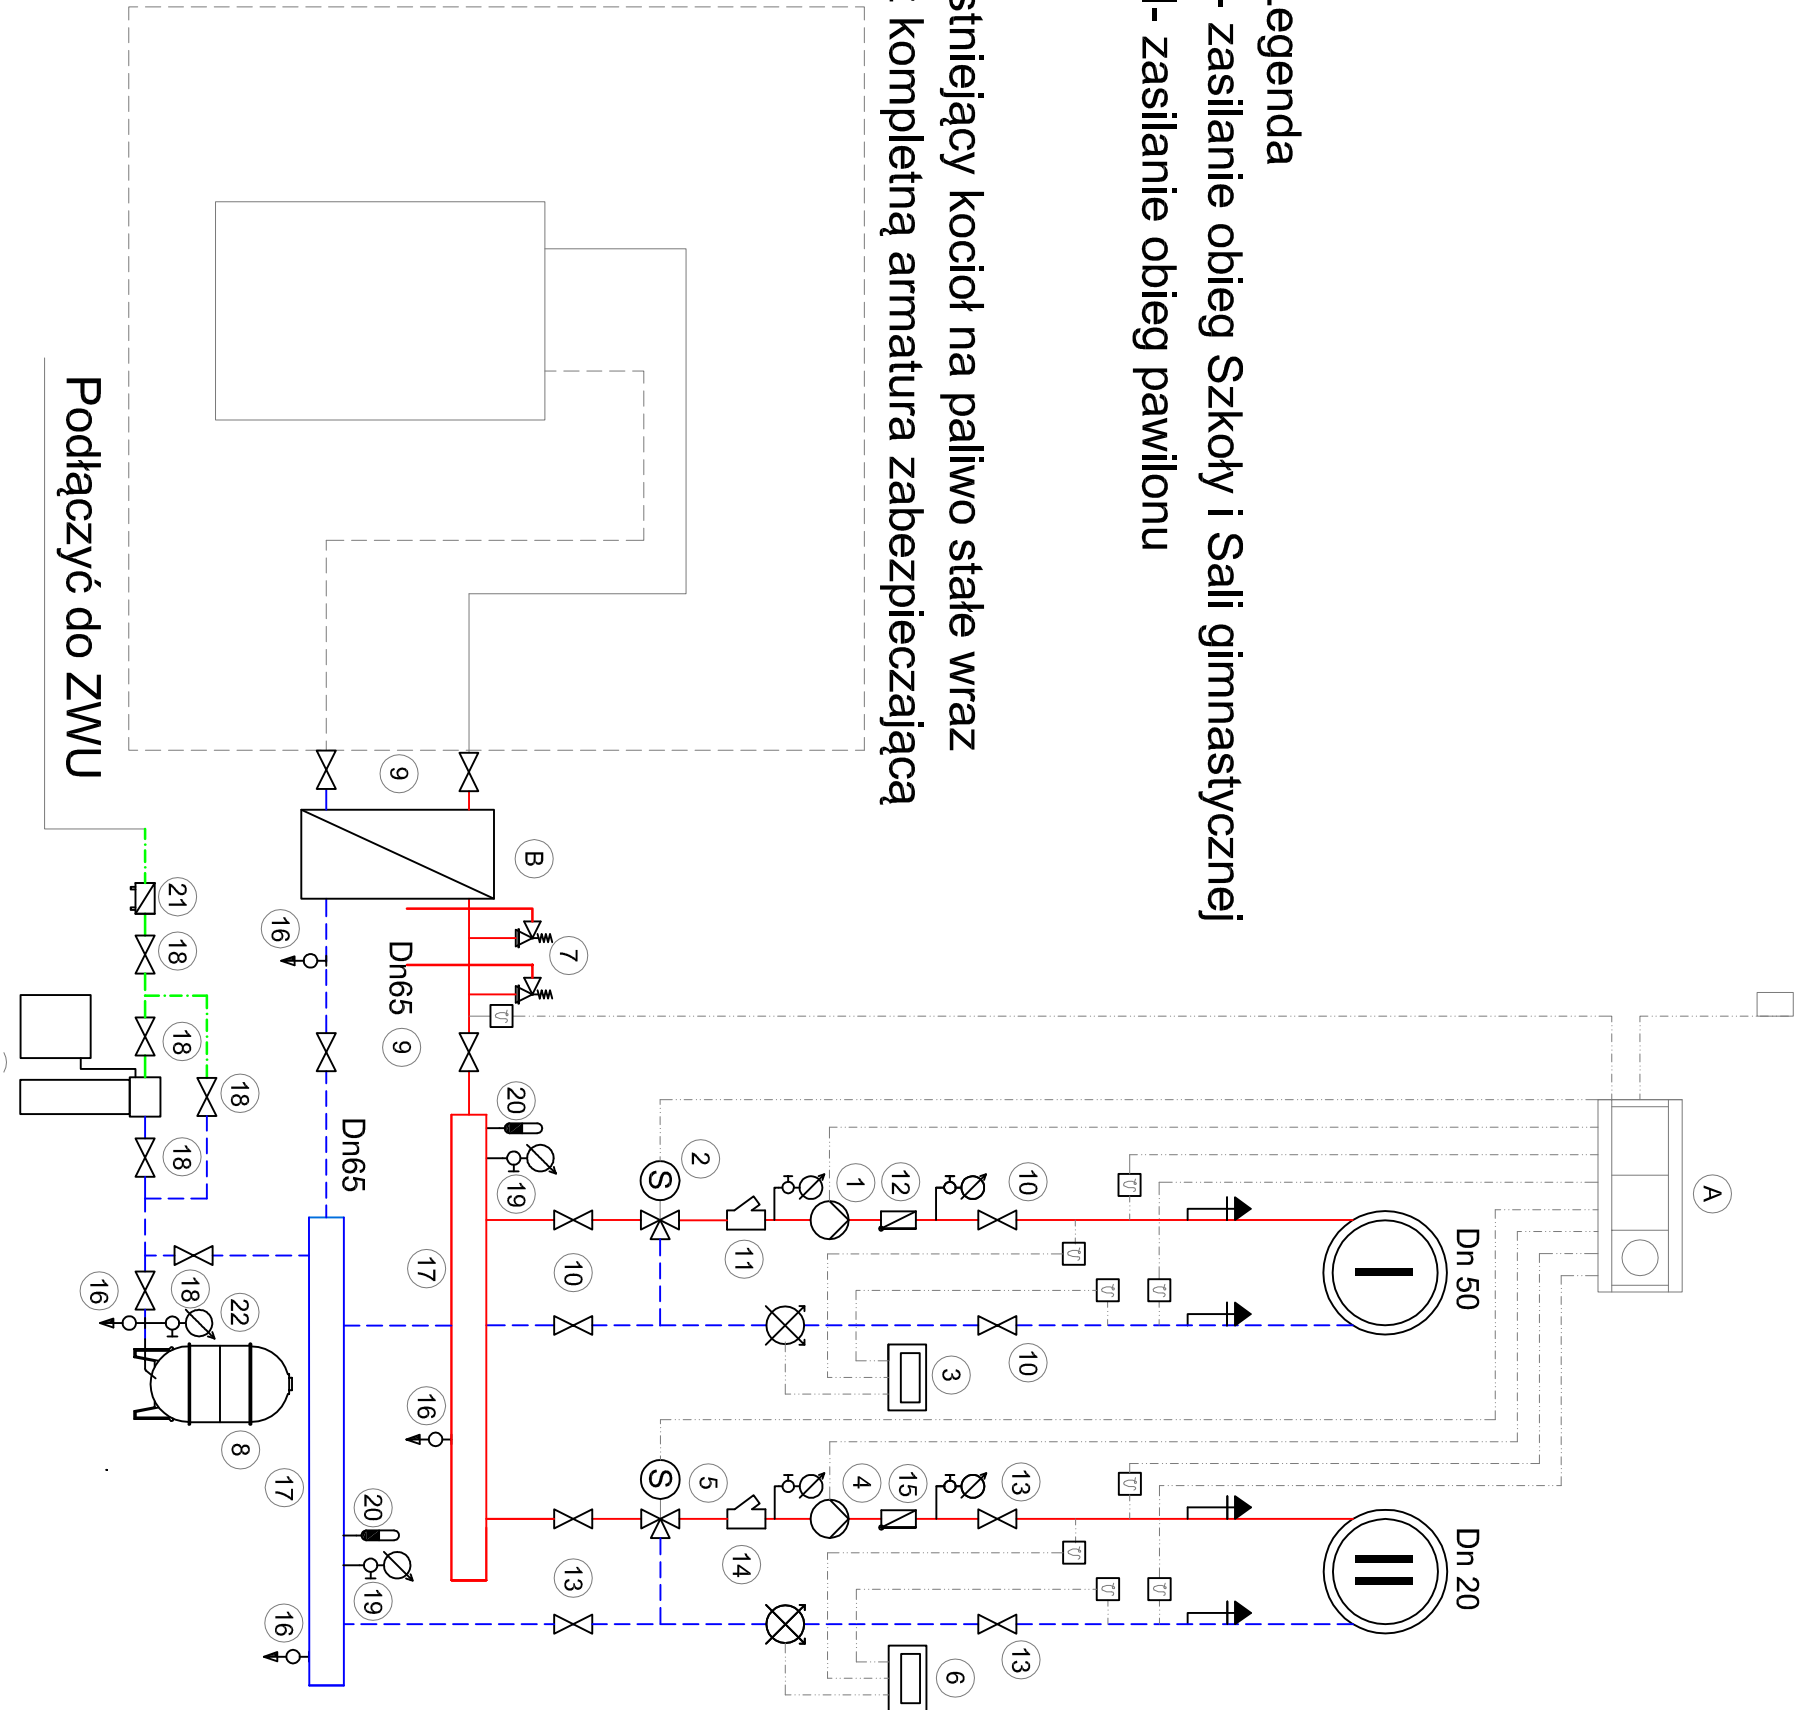 Legenda
- zasilanie obieg Szkoły i Sali gimnastycznej
- zasilanie obieg pawilonu
stniejący kocioł na paliwo stałe wraz
kompletną armatura zabezpieczającą
Podłączyć do ZWU
A
Dn 50
I
Dn 20
II
10
10
13
13
12
15
1
4
3
6
11
14
2
5
10
13
7
B
20
19
17
16
9
9
Dn65
Dn65
16
20
19
17
16
22
8
21
18
18
18
18
18
16
S
S